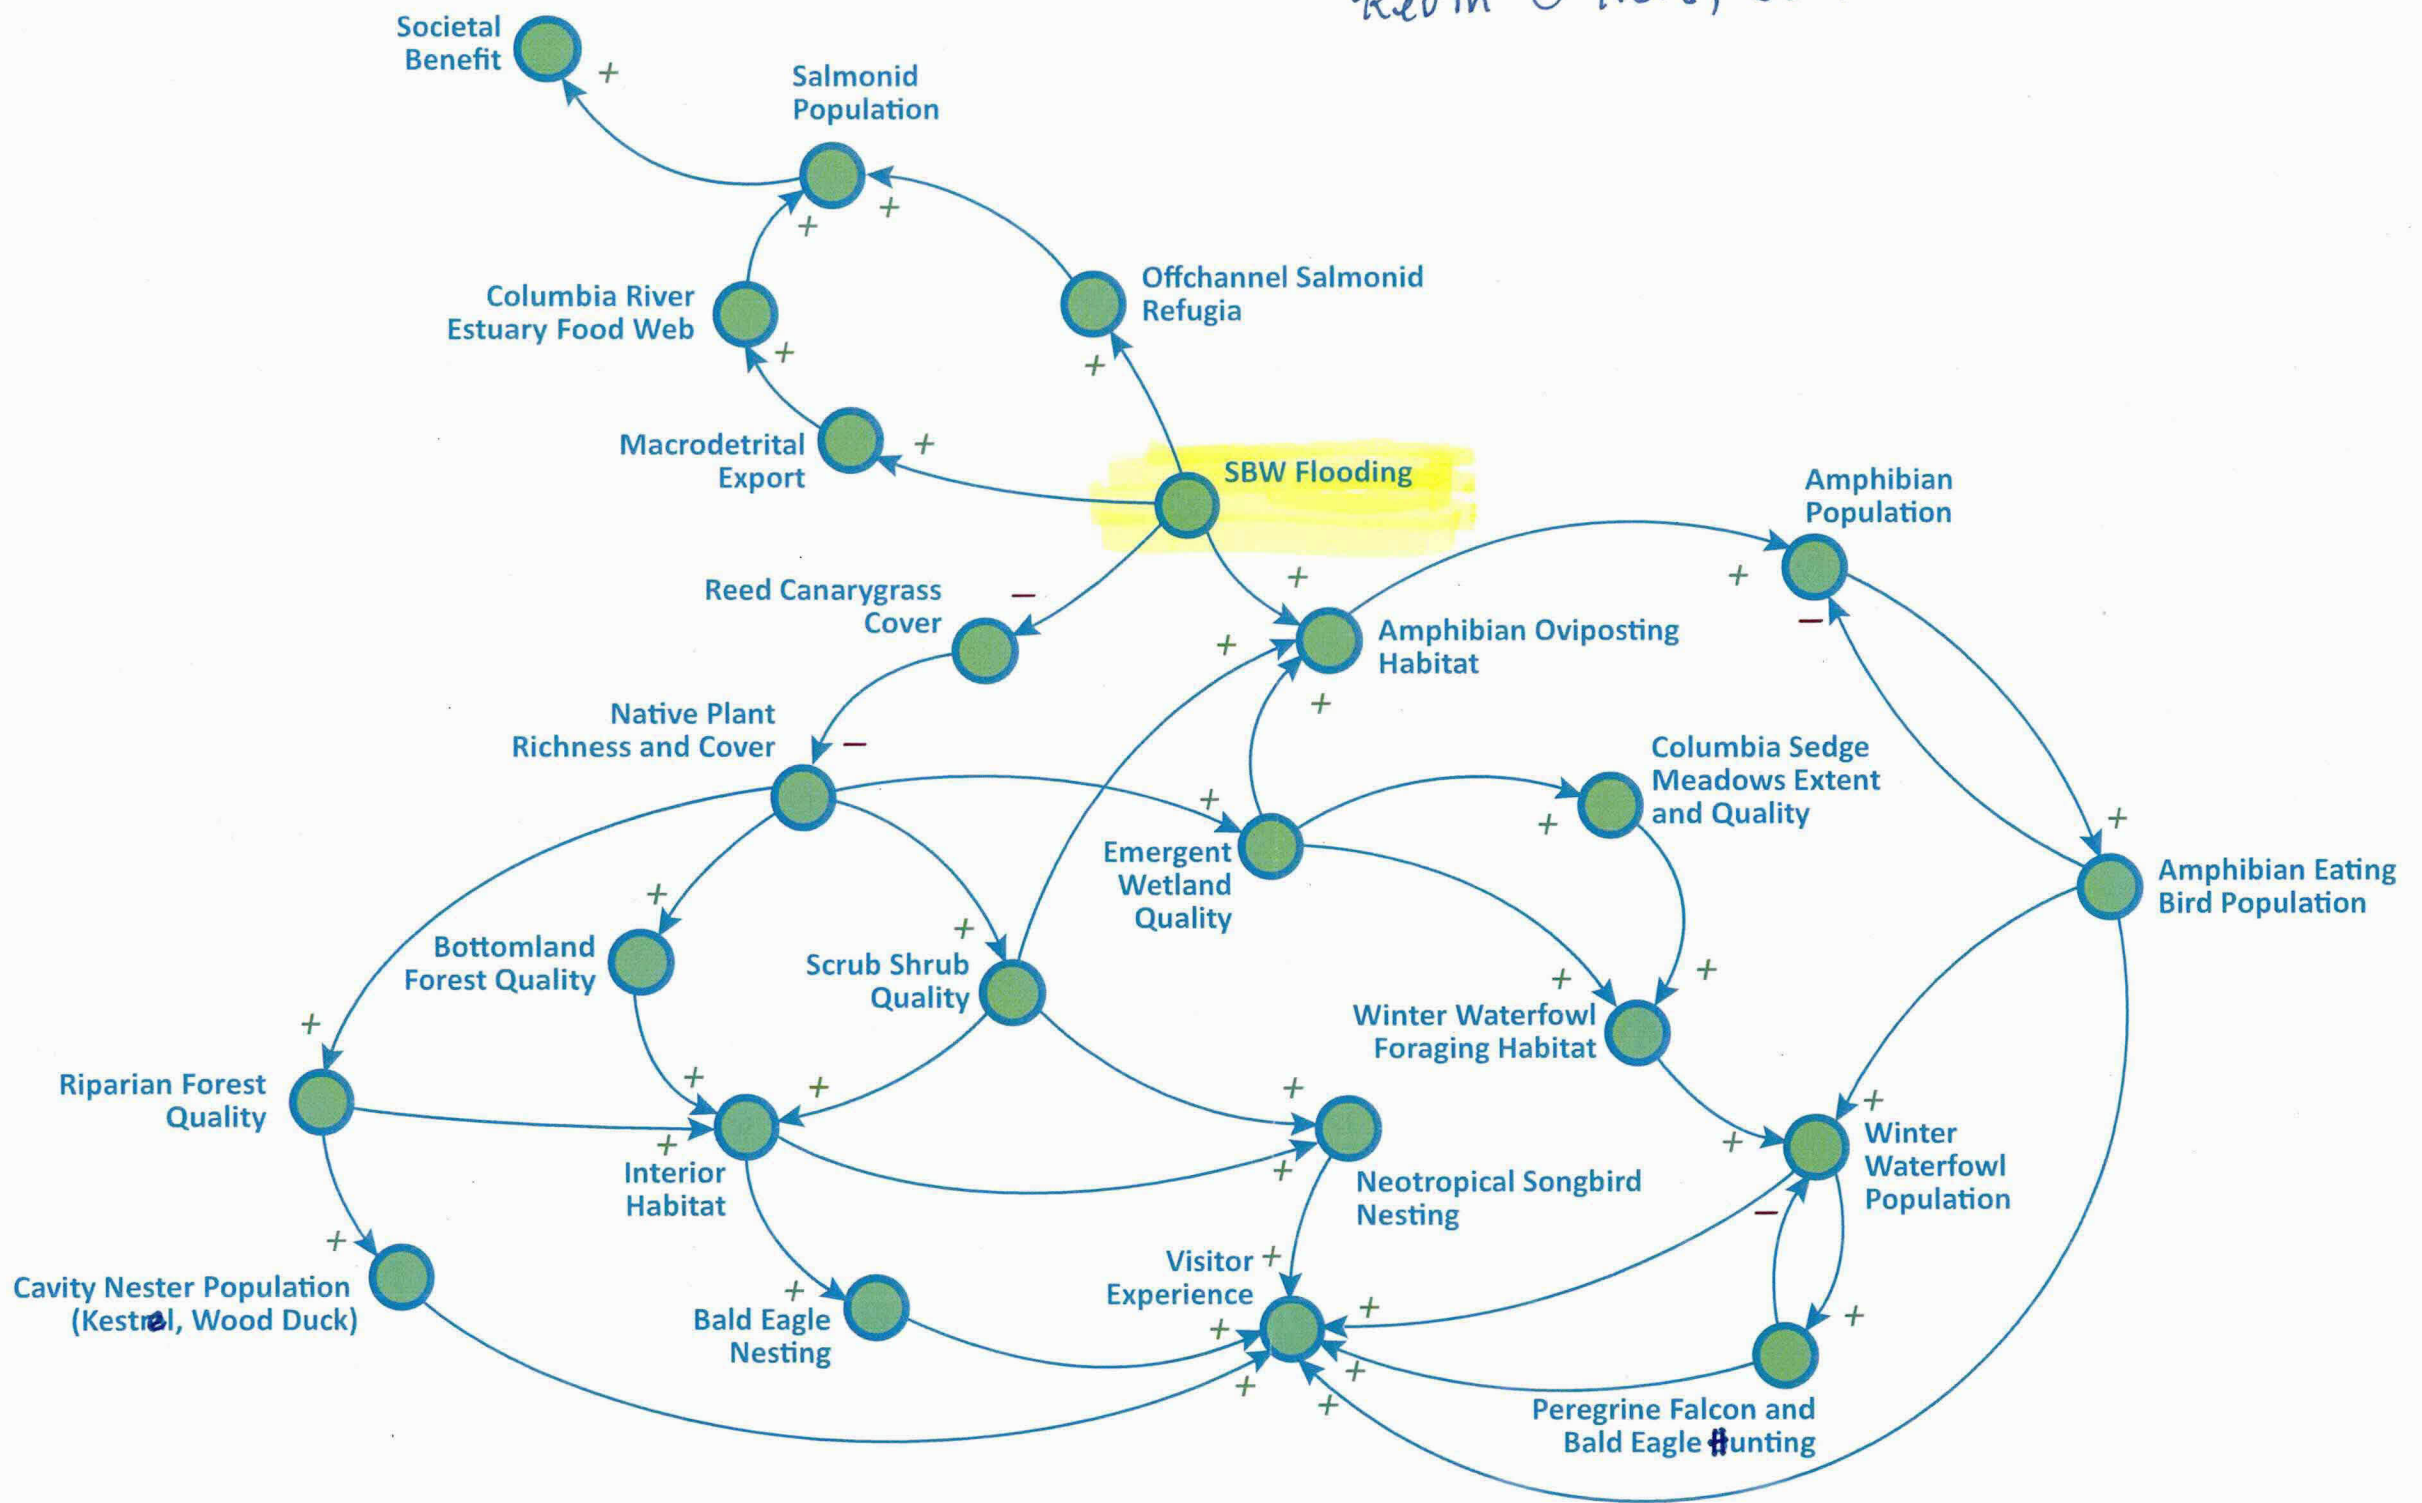 Kevin
Societal
Benefit
+
Salmonid
Population
+
+
Columbia River
Estuary Food Web
+
Offchannel Salmonid
Refugia
+
Macrodetrital
Export
+
SBW Flooding
Amphibian
Population
+
−
Reed Canarygrass
Cover
−
+
+
Amphibian Oviposting
Habitat
+
Native Plant
Richness and Cover
−
Columbia Sedge
Meadows Extent
and Quality
+
+
Emergent
Wetland
Quality
+
Amphibian Eating
Bird Population
+
Bottomland
Forest Quality
+
Scrub Shrub
Quality
+
Winter Waterfowl
Foraging Habitat
+
+
Riparian Forest
Quality
+
+
+
+
Interior
Habitat
+
+
Neotropical Songbird
Nesting
+
+
−
Winter
Waterfowl
Population
+
Cavity Nester Population
(Kestrel, Wood Duck)
+
Bald Eagle
Nesting
Visitor
Experience
+
+
+
+
+
+
+
Peregrine Falcon and
Bald Eagle Hunting